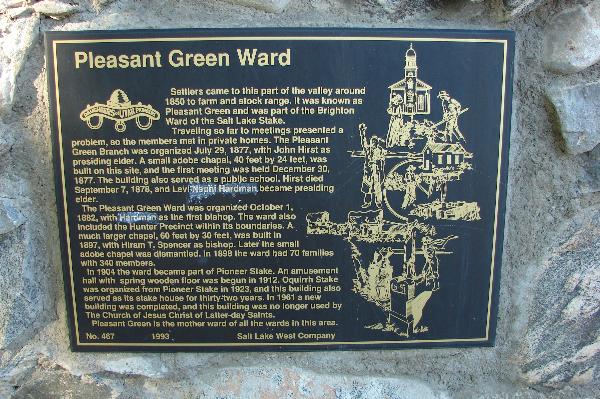 Pleasant Green Ward
DAUGHTERS OF UTAH PIONEERS
Settlers came to this part of the valley around
1850 to farm and stock range. It was known as
Pleasant Green and was part of the Brighton
Ward of the Salt Lake Stake.
Traveling so far to meetings presented a
problem, so the members met in private homes. The Pleasant
Green Branch was organized July 29, 1877, with John Hirst as
presiding elder. A small adobe chapel, 40 feet by 24 feet, was
built on this site, and the first meeting was held December 30,
1877. The building also served as a public school. Hirst died
September 7, 1878, and Levi Nephi Hardman became presiding
elder.
The Pleasant Green Ward was organized October 1,
1882, with Hardman as the first bishop. The ward also
included the Hunter Precinct within its boundaries. A
much larger chapel, 60 feet by 30 feet, was built in
1897, with Hiram T. Spencer as bishop. Later the small
adobe chapel was dismantled. In 1898 the ward had 70 families
with 340 members.
In 1904 the ward became part of Pioneer Stake. An amusement
hall with spring wooden floor was begun in 1912. Oquirrh Stake
was organized from Pioneer Stake in 1923, and this building also
served as its stake house for thirty-two years. In 1961 a new
building was completed, and this building was no longer used by
The Church of Jesus Christ of Latter-day Saints.
Pleasant Green is the mother ward of all the wards in this area.
No. 467 1993 Salt Lake West Company